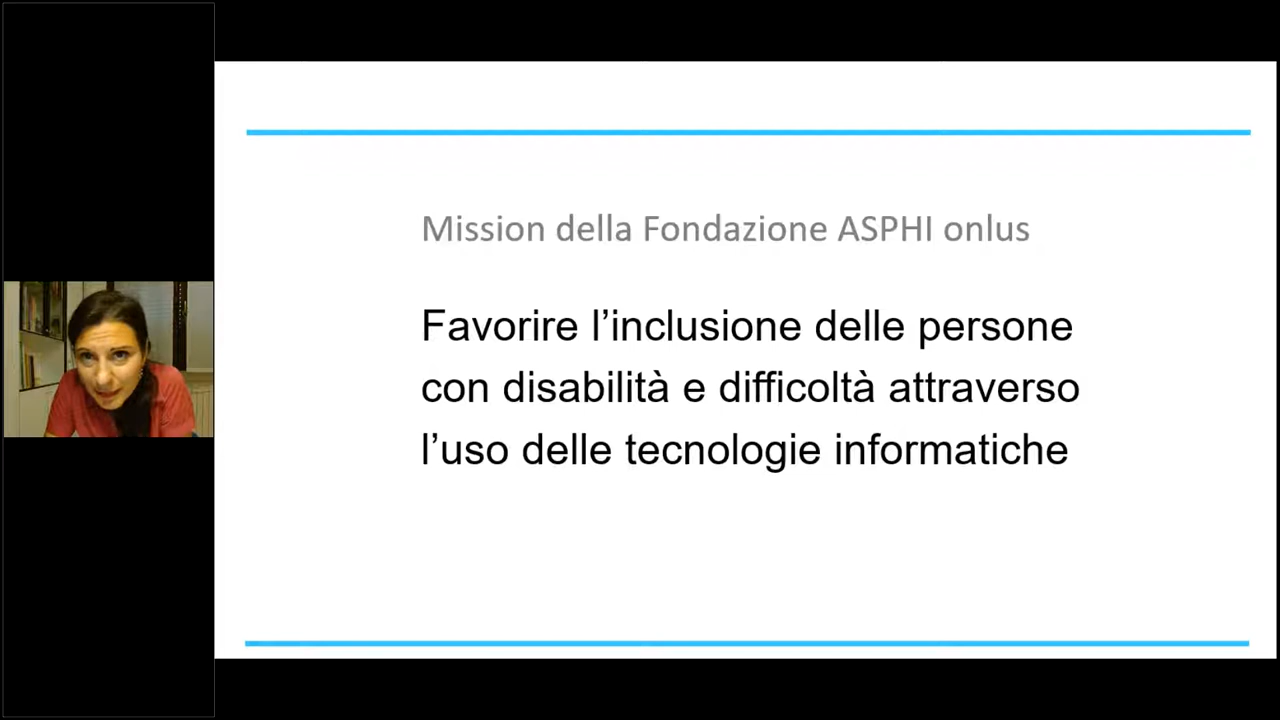 Mission della Fondazione ASPHI onlus
Favorire l’inclusione delle persone
con disabilità e difficoltà attraverso
l’uso delle tecnologie informatiche